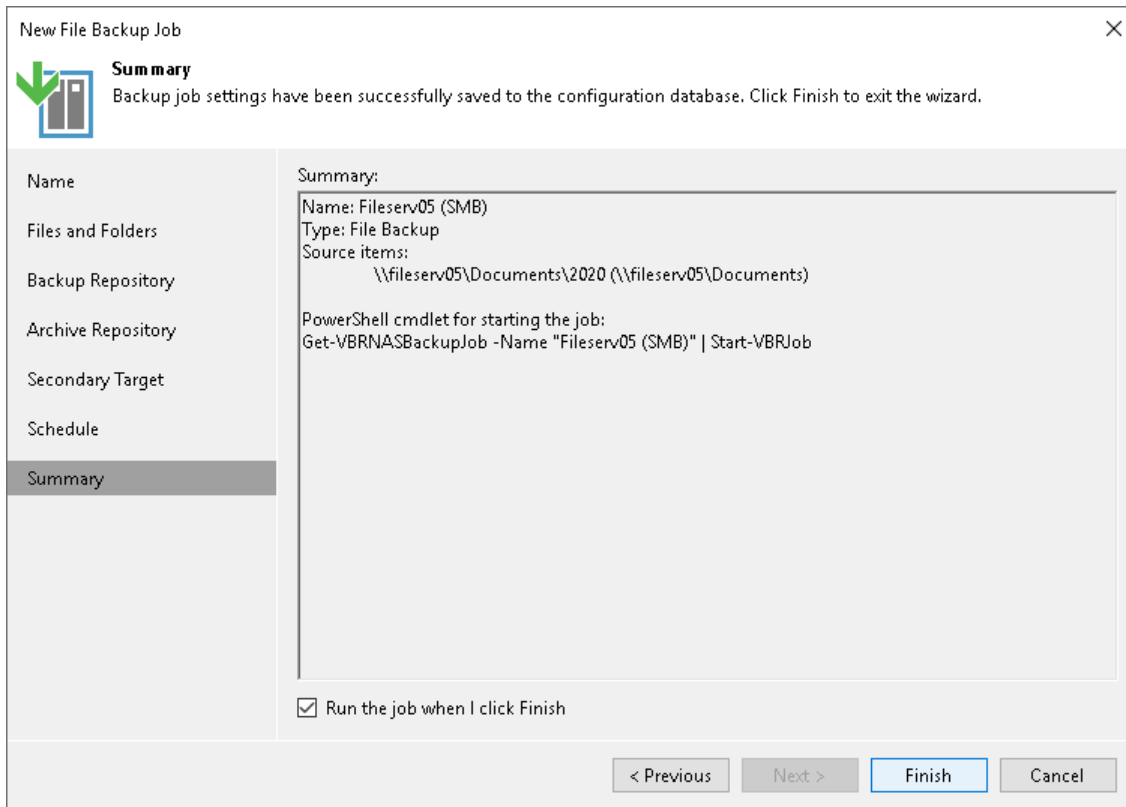 New File Backup Job
Summary
Backup job settings have been successfully saved to the configuration database. Click Finish to exit the wizard.
Name
Files and Folders
Backup Repository
Archive Repository
Secondary Target
Schedule
Summary
Summary:
Name: Fileserv05 (SMB)
Type: File Backup
Source items:
\\fileserv05\Documents\2020 (\\fileserv05\Documents)
PowerShell cmdlet for starting the job:
Get-VBRNASBackupJob -Name "Fileserv05 (SMB)" | Start-VBRJob
Run the job when I click Finish
< Previous
Next >
Finish
Cancel